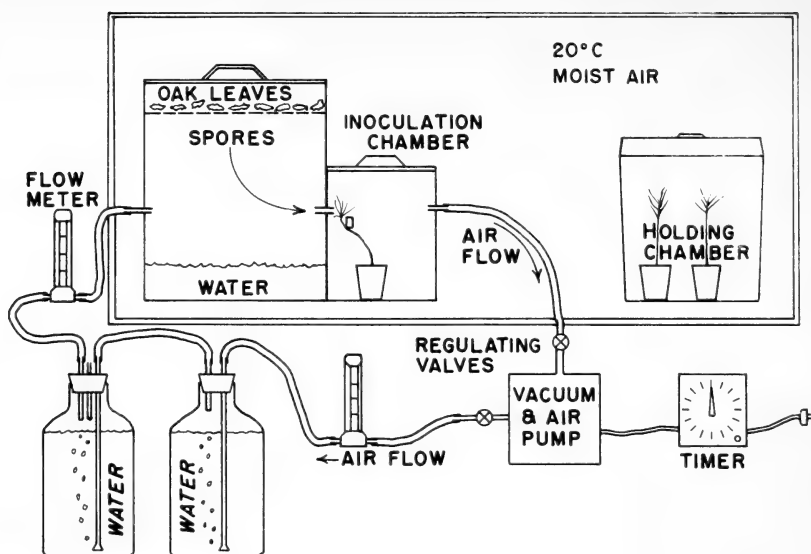 20°C
MOIST AIR
OAK LEAVES
SPORES
INOCULATION
CHAMBER
FLOW
METER
AIR
FLOW
HOLDING
CHAMBER
WATER
REGULATING
VALVES
VACUUM
& AIR
PUMP
WATER
WATER
←AIR FLOW
TIMER